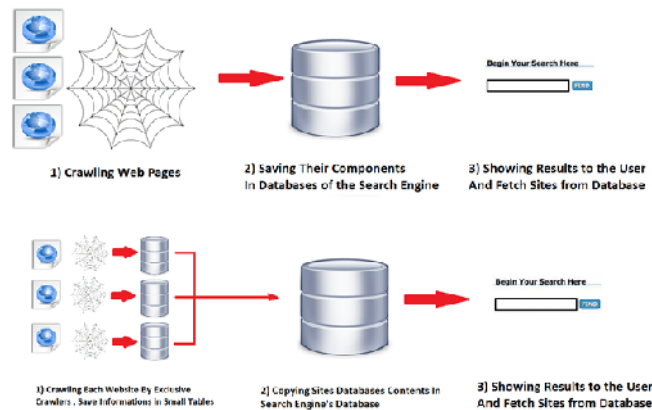 Begin Your Search Here
FIND
1) Crawling Web Pages
2) Saving Their Components
In Databases of the Search Engine
3) Showing Results to the User
And Fetch Sites from Database
Begin Your Search Here
FIND
1) Crawling Each Website By Exclusive
Crawlers , Save Informations in Small Tables
2) Copying Sites Databases Contents In
Search Engine's Database
3) Showing Results to the User
And Fetch Sites from Database